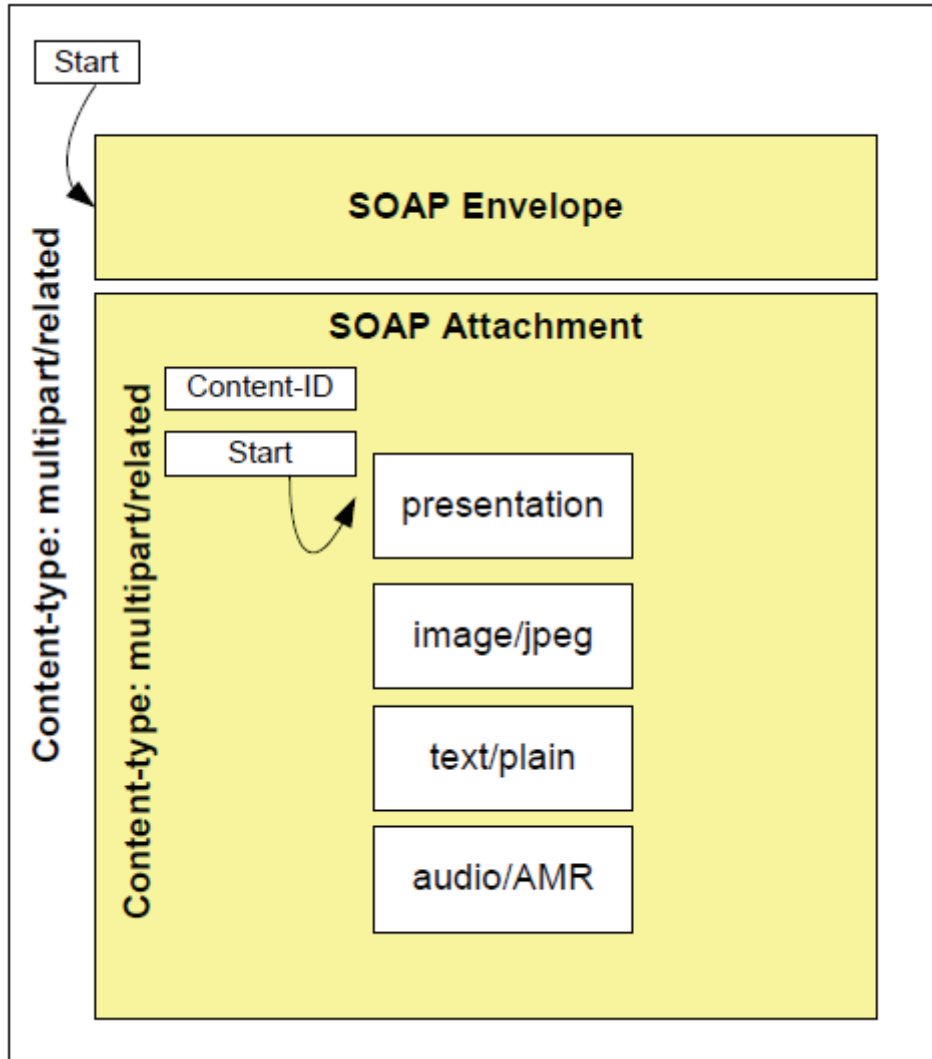 Start
SOAP Envelope
Content-type: multipart/related
SOAP Attachment
Content-type: multipart/related
Content-ID
Start
presentation
image/jpeg
text/plain
audio/AMR